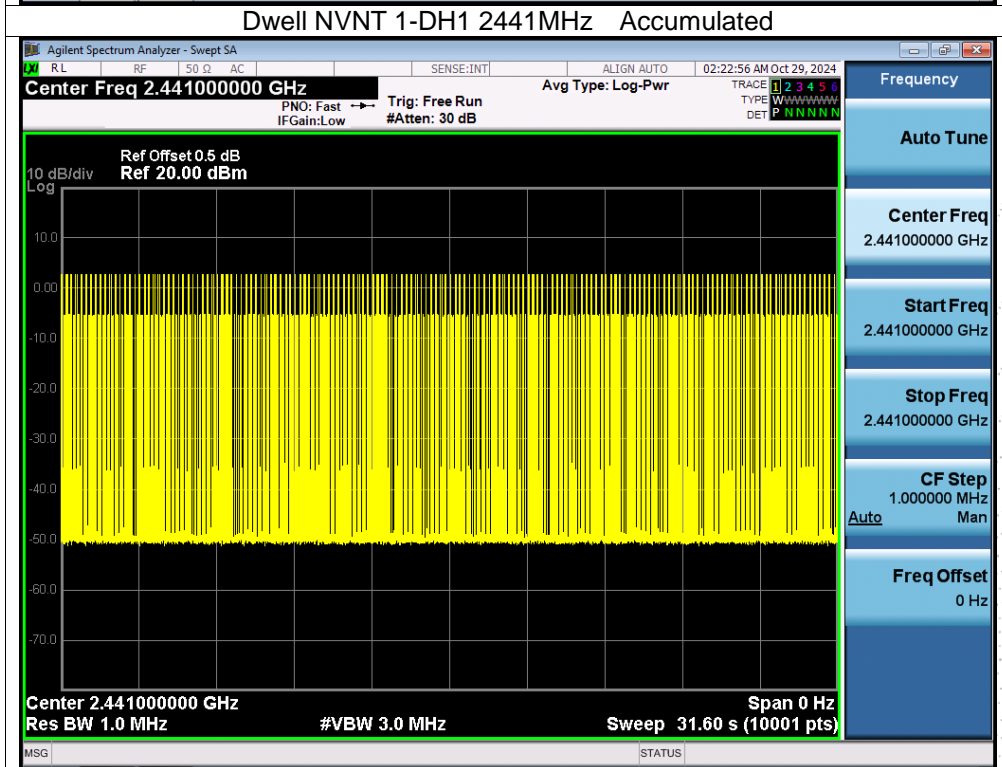 Dwell NVNT 1-DH1 2441MHz Accumulated
Agilent Spectrum Analyzer - Swept SA
LXI RL RF 50 Ω AC SENSE:INT ALIGN AUTO 02:22:56 AM Oct 29, 2024
Center Freq 2.441000000 GHz
PNO: Fast
IFGain:Low
Trig: Free Run
#Atten: 30 dB
Avg Type: Log-Pwr
TRACE 1 2 3 4 5 6
TYPE WWWWWWW
DET P N N N N N
Ref Offset 0.5 dB
10 dB/div Ref 20.00 dBm
Log
10.0
0.00
-10.0
-20.0
-30.0
-40.0
-50.0
-60.0
-70.0
Center 2.441000000 GHz Span 0 Hz
Res BW 1.0 MHz #VBW 3.0 MHz Sweep 31.60 s (10001 pts)
MSG STATUS
Frequency
Auto Tune
Center Freq
2.441000000 GHz
Start Freq
2.441000000 GHz
Stop Freq
2.441000000 GHz
CF Step
1.000000 MHz
Auto Man
Freq Offset
0 Hz